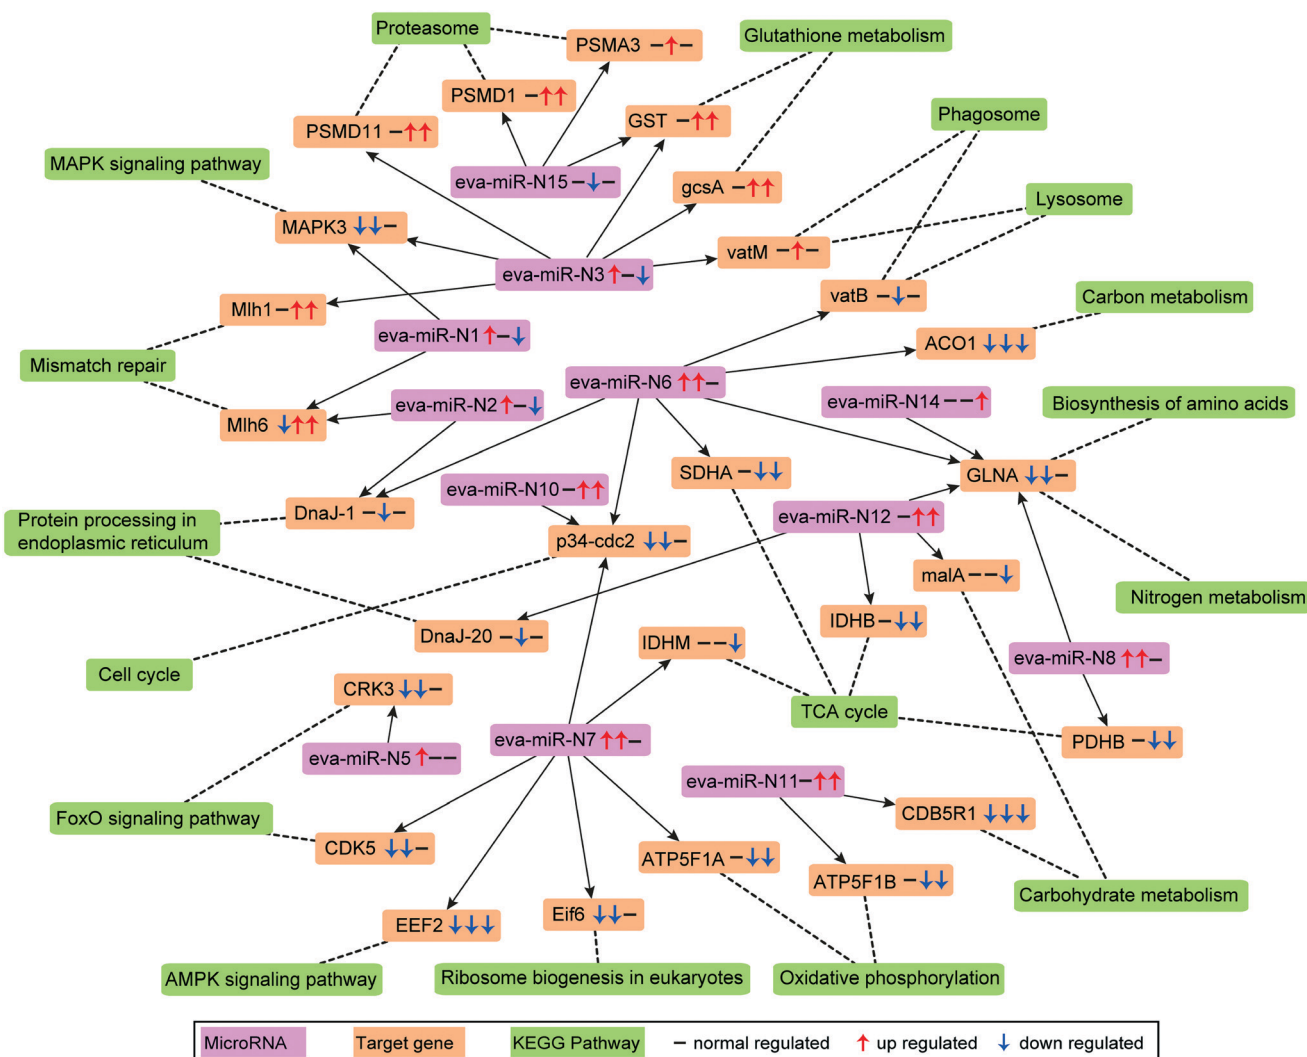 Proteasome
PSMA3 –↑–
Glutathione metabolism
PSMD1 –↑↑
PSMD11 –↑↑
GST –↑↑
Phagosome
MAPK signaling pathway
eva-miR-N15–↓–
gcsA –↑↑
Lysosome
MAPK3 ↓↓–
vatM –↑–
eva-miR-N3↑–↓
vatB –↓–
Carbon metabolism
Mlh1–↑↑
eva-miR-N1↑–↓
ACO1 ↓↓↓
Mismatch repair
eva-miR-N6↑↑–
eva-miR-N2↑–↓
eva-miR-N14––↑
Biosynthesis of amino acids
Mlh6 ↓↑↑
SDHA –↓↓
GLNA ↓↓–
eva-miR-N10–↑↑
DnaJ-1 –↓–
eva-miR-N12 –↑↑
Protein processing in
endoplasmic reticulum
p34-cdc2 ↓↓–
malA ––↓
Nitrogen metabolism
DnaJ-20 –↓–
IDHM ––↓
IDHB –↓↓
eva-miR-N8↑↑–
Cell cycle
CRK3 ↓↓–
TCA cycle
eva-miR-N5↑––
eva-miR-N7↑↑–
PDHB –↓↓
eva-miR-N11–↑↑
FoxO signaling pathway
CDB5R1 ↓↓↓
CDK5 ↓↓–
ATP5F1A –↓↓
ATP5F1B –↓↓
Carbohydrate metabolism
EEF2 ↓↓↓
Eif6 ↓↓–
AMPK signaling pathway
Ribosome biogenesis in eukaryotes
Oxidative phosphorylation
MicroRNA Target gene KEGG Pathway – normal regulated ↑ up regulated ↓ down regulated